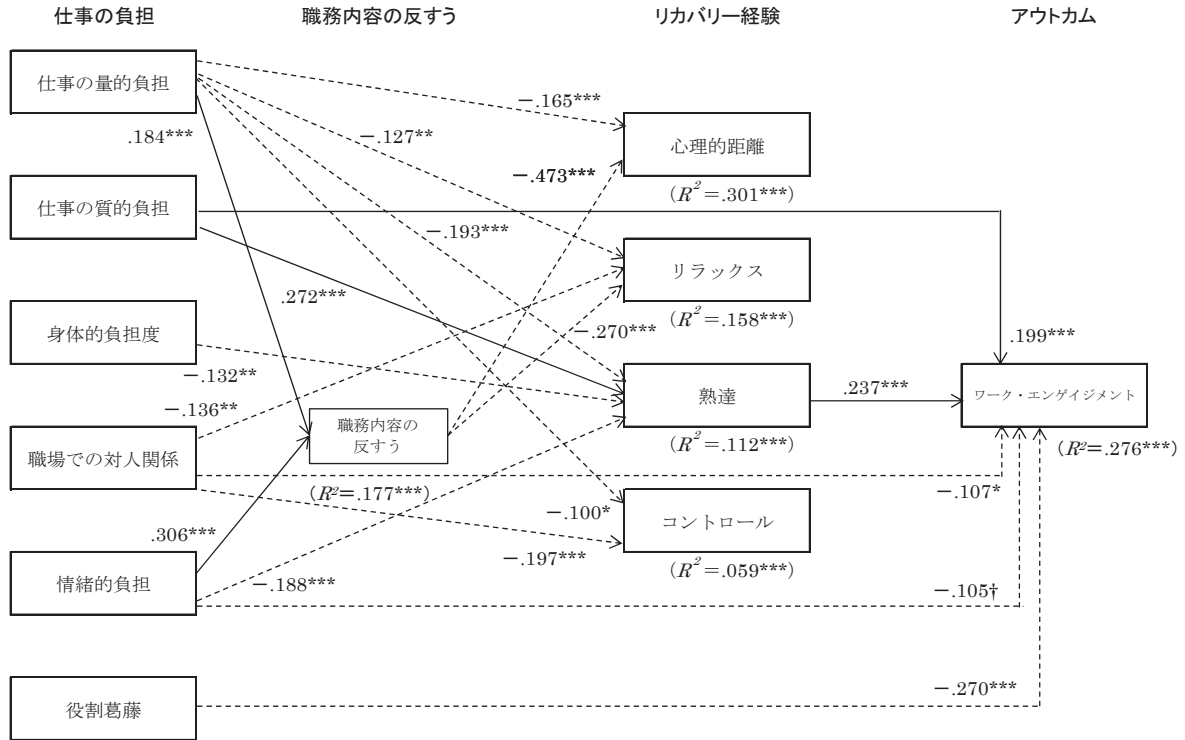 仕事の負担
職務内容の反すう
リカバリー経験
アウトカム
仕事の量的負担
－.165***
.184***
－.127**
心理的距離
－.473***
仕事の質的負担
(R²=.301***)
－.193***
リラックス
.272***
身体的負担度
－.270***
(R²=.158***)
.199***
－.132**
熟達
.237***
ワーク・エンゲイジメント
－.136**
職務内容の
反すう
(R²=.112***)
(R²=.276***)
職場での対人関係
(R²=.177***)
－.107*
－.100*
コントロール
.306***
－.197***
(R²=.059***)
情緒的負担
－.188***
－.105†
－.270***
役割葛藤